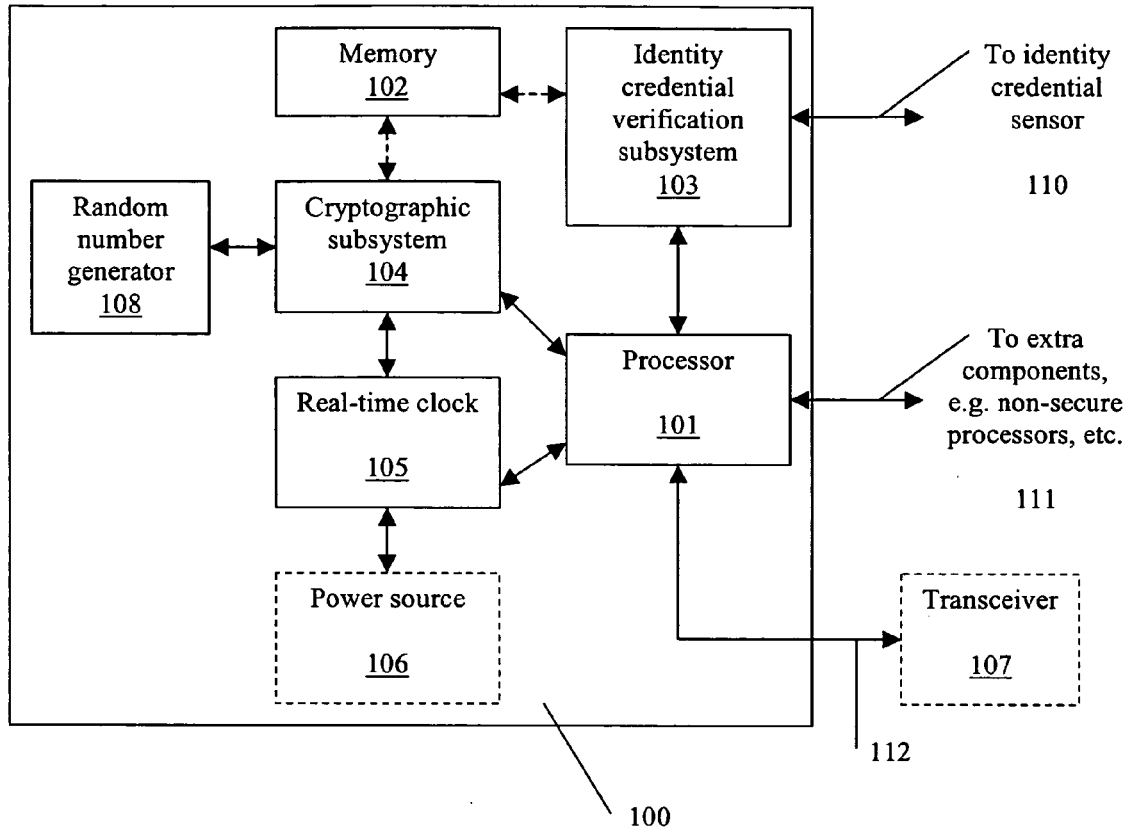 Memory
102
Identity
credential
verification
subsystem
103
To identity
credential
sensor
110
Random
number
generator
108
Cryptographic
subsystem
104
Processor
101
To extra
components,
e.g. non-secure
processors, etc.
111
Real-time clock
105
Power source
106
Transceiver
107
112
100